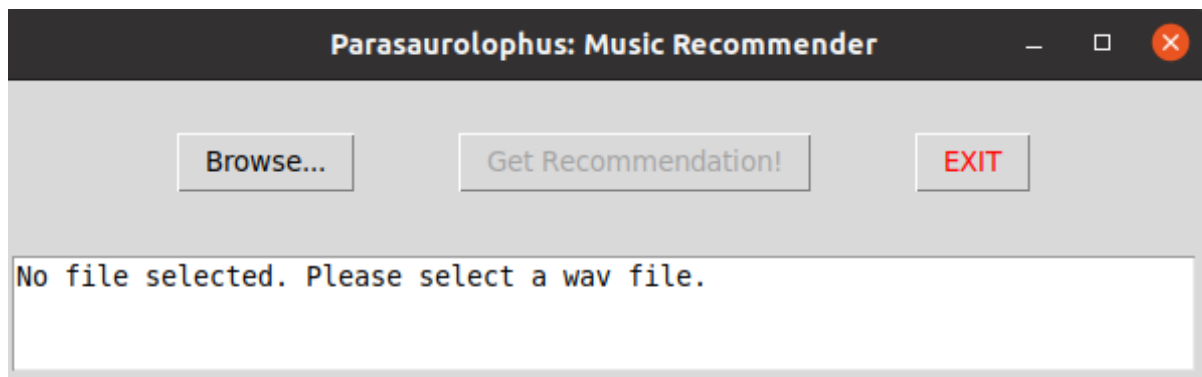 Parasaurolophus: Music Recommender
Browse... Get Recommendation! EXIT
No file selected. Please select a wav file.